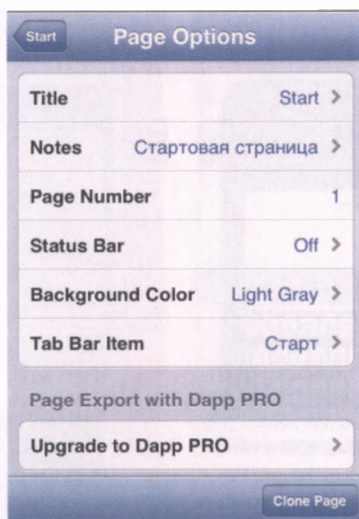 Start
Page Options
Title Start
Notes Стартовая страница
Page Number 1
Status Bar Off
Background Color Light Gray
Tab Bar Item Старт
Page Export with Dapp PRO
Upgrade to Dapp PRO
Clone Page